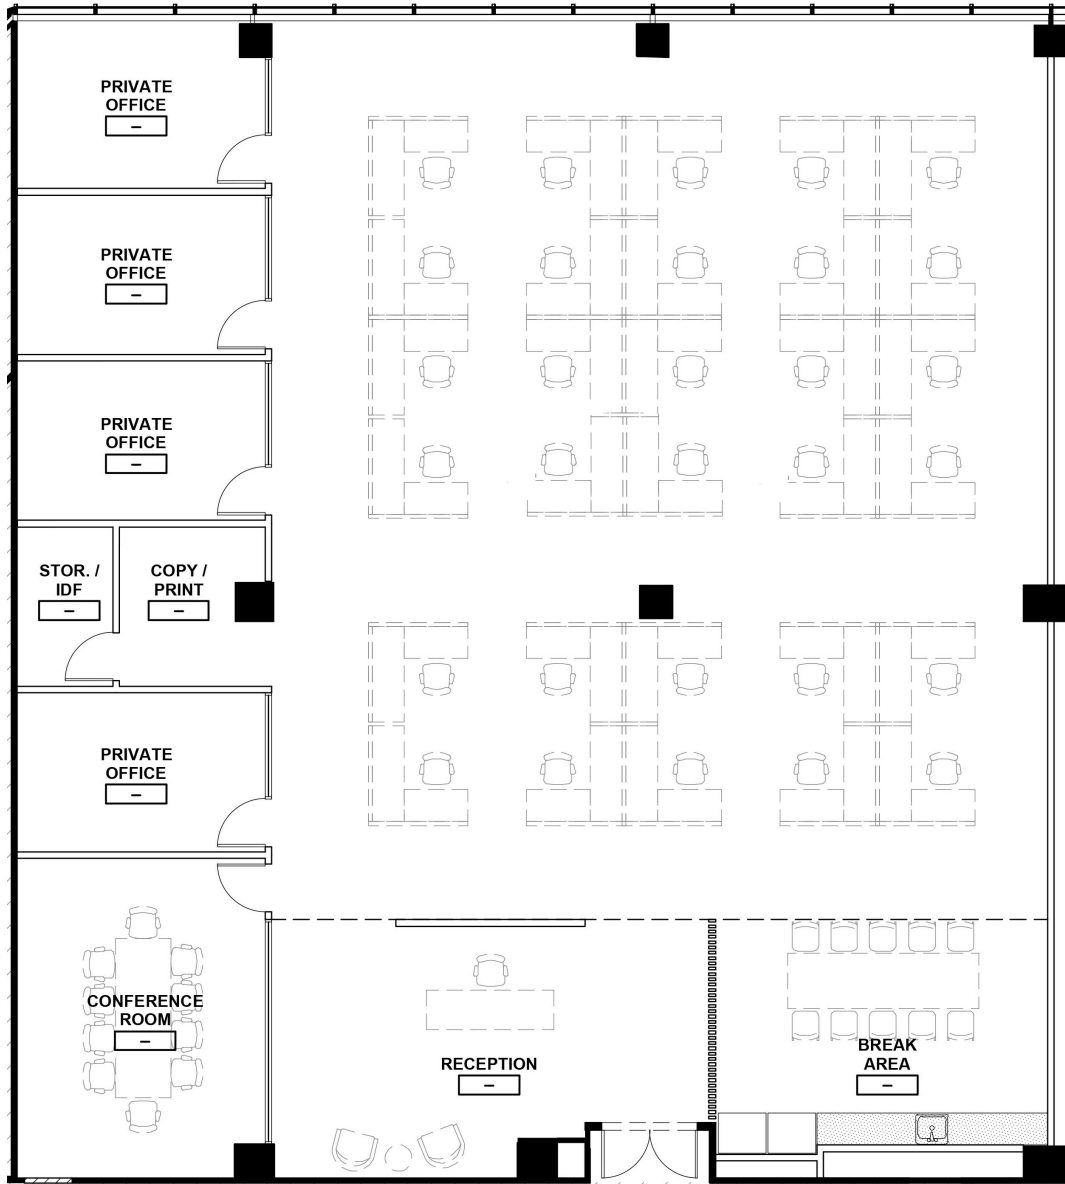 PRIVATE
OFFICE
–
PRIVATE
OFFICE
–
PRIVATE
OFFICE
–
STOR. /
IDF
–
COPY /
PRINT
–
PRIVATE
OFFICE
–
CONFERENCE
ROOM
–
RECEPTION
–
BREAK
AREA
–